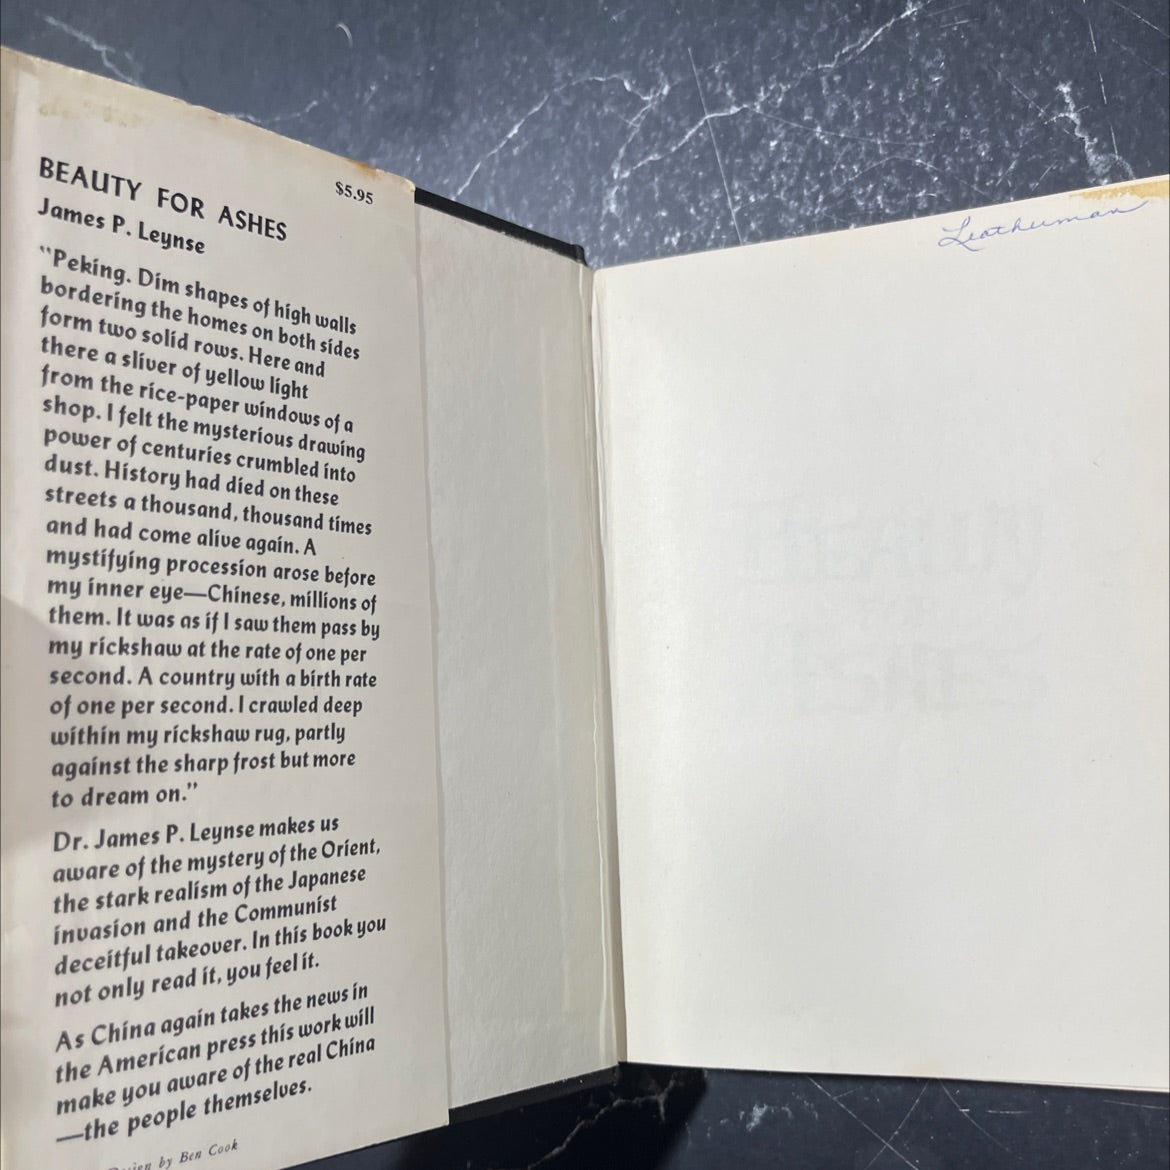 BEAUTY FOR ASHES
$5.95
James P. Leynse
"Peking. Dim shapes of high walls
bordering the homes on both sides
form two solid rows. Here and
there a sliver of yellow light
from the rice-paper windows of a
shop. I felt the mysterious drawing
power of centuries crumbled into
dust. History had died on these
streets a thousand, thousand times
and had come alive again. A
mystifying procession arose before
my inner eye—Chinese, millions of
them. It was as if I saw them pass by
my rickshaw at the rate of one per
second. A country with a birth rate
of one per second. I crawled deep
within my rickshaw rug, partly
against the sharp frost but more
to dream on."
Dr. James P. Leynse makes us
aware of the mystery of the Orient,
the stark realism of the Japanese
invasion and the Communist
deceitful takeover. In this book you
not only read it, you feel it.
As China again takes the news in
the American press this work will
make you aware of the real China
—the people themselves.
by Ben Cook
Leatherman